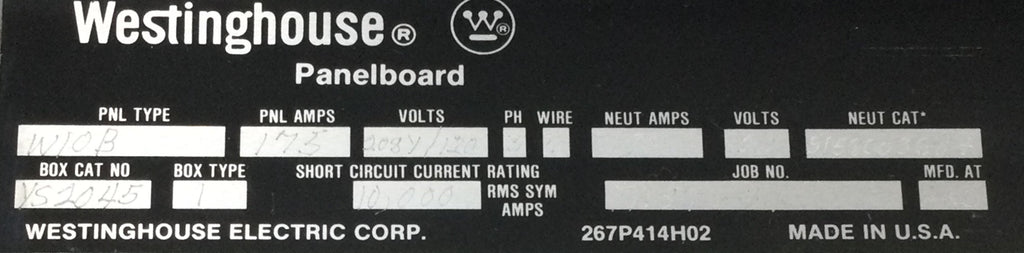 Westinghouse®
W ®
Panelboard
PNL TYPE PNL AMPS VOLTS PH WIRE NEUT AMPS VOLTS NEUT CAT*
W10B 175 208Y/120
BOX CAT NO BOX TYPE SHORT CIRCUIT CURRENT RATING JOB NO. MFD. AT
YS2045 1 10,000 RMS SYM AMPS
WESTINGHOUSE ELECTRIC CORP. 267P414H02 MADE IN U.S.A.